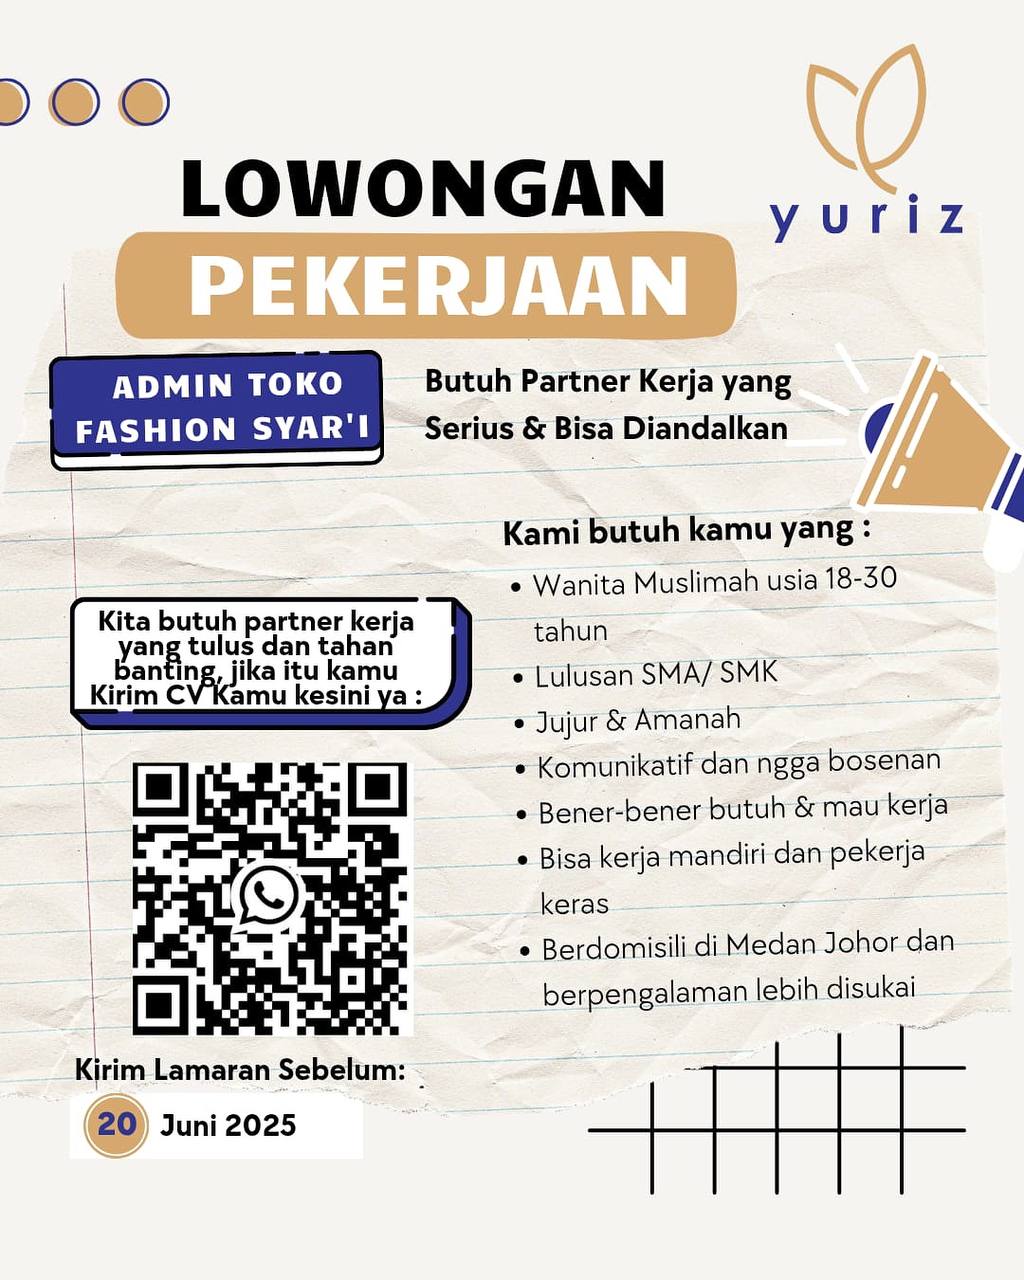 yuriz
LOWONGAN
PEKERJAAN
ADMIN TOKO
FASHION SYAR'I
Butuh Partner Kerja yang
Serius & Bisa Diandalkan
Kami butuh kamu yang :
• Wanita Muslimah usia 18-30
tahun
• Lulusan SMA/ SMK
• Jujur & Amanah
• Komunikatif dan ngga bosenan
• Bener-bener butuh & mau kerja
• Bisa kerja mandiri dan pekerja
keras
• Berdomisili di Medan Johor dan
berpengalaman lebih disukai
Kita butuh partner kerja
yang tulus dan tahan
banting, jika itu kamu
Kirim CV Kamu kesini ya :
Kirim Lamaran Sebelum:
20 Juni 2025